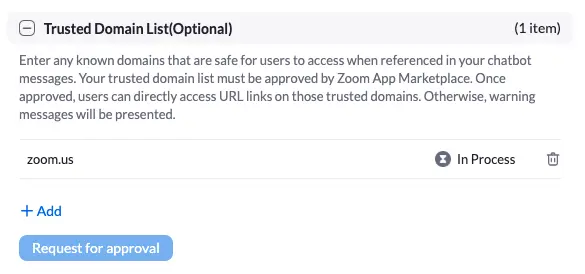 Trusted Domain List(Optional) (1 item)
Enter any known domains that are safe for users to access when referenced in your chatbot
messages. Your trusted domain list must be approved by Zoom App Marketplace. Once
approved, users can directly access URL links on those trusted domains. Otherwise, warning
messages will be presented.
zoom.us In Process
+ Add
Request for approval